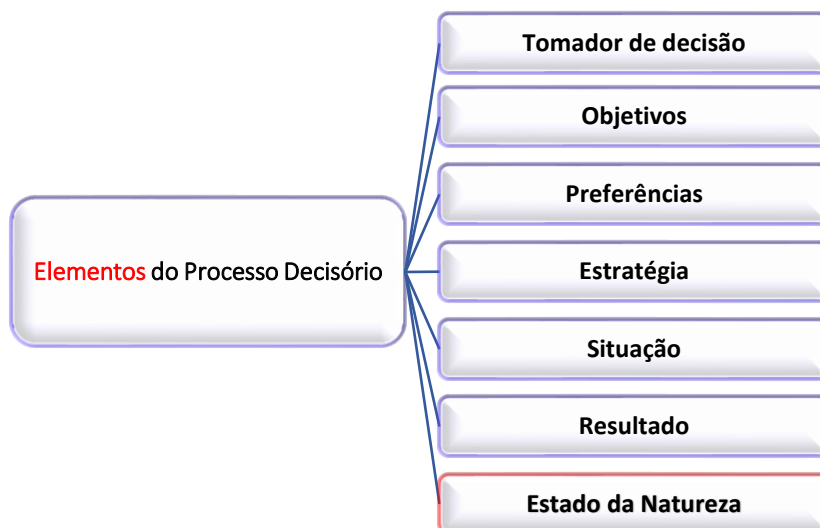 Tomador de decisão
Objetivos
Preferências
Elementos do Processo Decisório
Estratégia
Situação
Resultado
Estado da Natureza